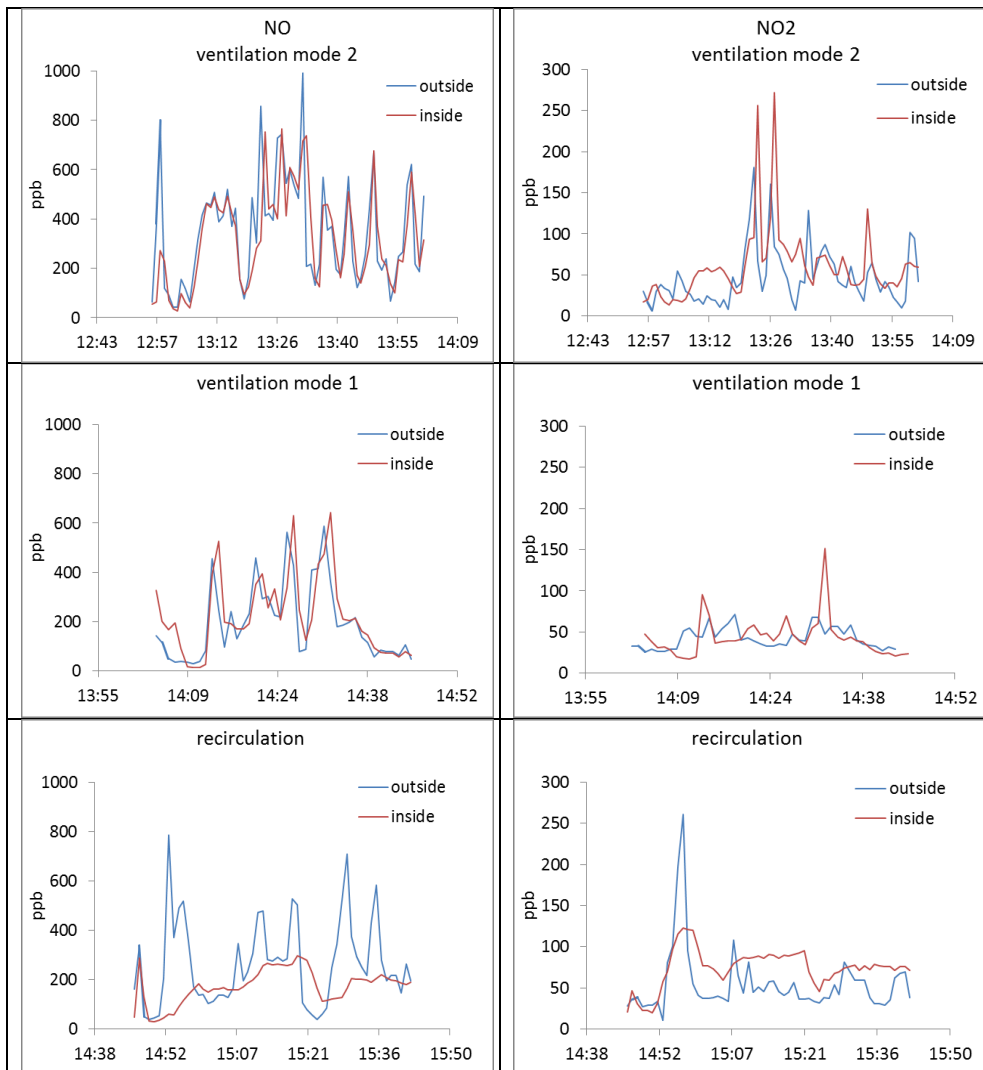 NO
ventilation mode 2
1000
800
600
400
200
0
ppb
outside
inside
12:43 12:57 13:12 13:26 13:40 13:55 14:09
NO2
ventilation mode 2
300
250
200
150
100
50
0
ppb
outside
inside
12:43 12:57 13:12 13:26 13:40 13:55 14:09
ventilation mode 1
1000
800
600
400
200
0
ppb
outside
inside
13:55 14:09 14:24 14:38 14:52
ventilation mode 1
300
250
200
150
100
50
0
ppb
outside
inside
13:55 14:09 14:24 14:38 14:52
recirculation
1000
800
600
400
200
0
ppb
outside
inside
14:38 14:52 15:07 15:21 15:36 15:50
recirculation
300
250
200
150
100
50
0
ppb
outside
inside
14:38 14:52 15:07 15:21 15:36 15:50